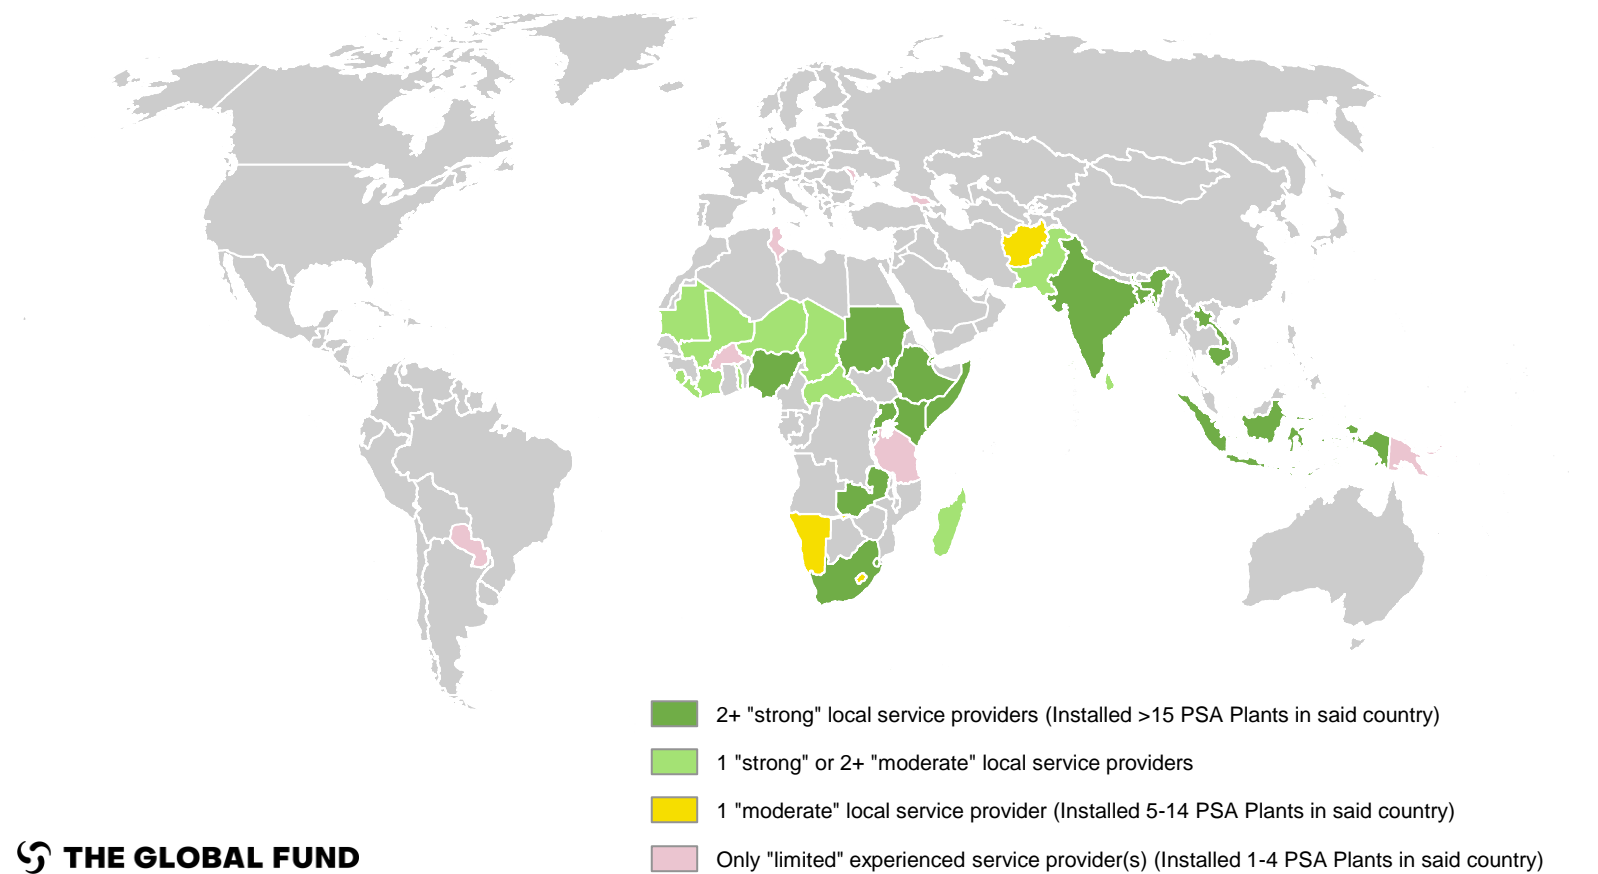 2+ "strong" local service providers (Installed >15 PSA Plants in said country)
1 "strong" or 2+ "moderate" local service providers
1 "moderate" local service provider (Installed 5-14 PSA Plants in said country)
Only "limited" experienced service provider(s) (Installed 1-4 PSA Plants in said country)
THE GLOBAL FUND